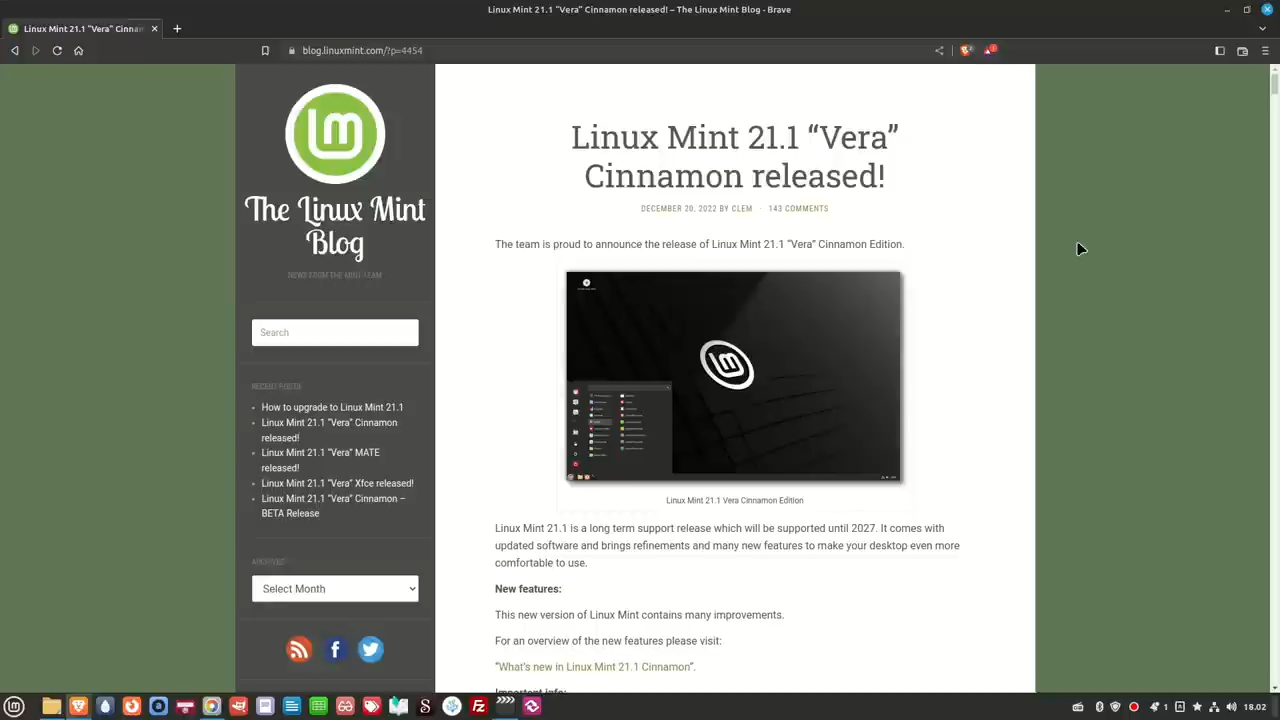 Linux Mint 21.1 “Vera” Cinnamon released! – The Linux Mint Blog - Brave
Linux Mint 21.1 "Vera" Cinnan
blog.linuxmint.com/?p=4454
lm
The Linux Mint
Blog
NEWS FROM THE MINT TEAM
Search
RECENT POSTS
How to upgrade to Linux Mint 21.1
Linux Mint 21.1 “Vera” Cinnamon
released!
Linux Mint 21.1 “Vera” MATE
released!
Linux Mint 21.1 “Vera” Xfce released!
Linux Mint 21.1 “Vera” Cinnamon –
BETA Release
ARCHIVES
Select Month
Linux Mint 21.1 “Vera”
Cinnamon released!
DECEMBER 20, 2022 BY CLEM · 143 COMMENTS
The team is proud to announce the release of Linux Mint 21.1 “Vera” Cinnamon Edition.
lm
Linux Mint 21.1 Vera Cinnamon Edition
Linux Mint 21.1 is a long term support release which will be supported until 2027. It comes with
updated software and brings refinements and many new features to make your desktop even more
comfortable to use.
New features:
This new version of Linux Mint contains many improvements.
For an overview of the new features please visit:
“What’s new in Linux Mint 21.1 Cinnamon”.
Important info:
1
18.02